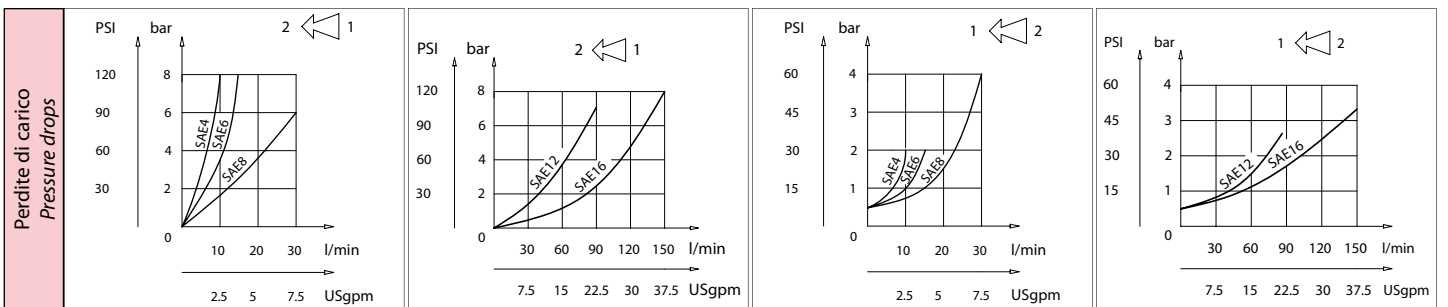 Perdite di carico
Pressure drops
PSI bar 2 1
120 8
90 6
60 4
30 2
0
SAE4 SAE6 SAE8
10 20 30 l/min
2.5 5 7.5 USgpm
PSI bar 2 1
120 8
90 6
60 4
30 2
0
SAE12 SAE16
30 60 90 120 150 l/min
7.5 15 22.5 30 37.5 USgpm
PSI bar 1 2
60 4
45 3
30 2
15 1
0
SAE4 SAE6 SAE8
10 20 30 l/min
2.5 5 7.5 USgpm
PSI bar 1 2
60 4
45 3
30 2
15 1
0
SAE12 SAE16
30 60 90 120 150 l/min
7.5 15 22.5 30 37.5 USgpm